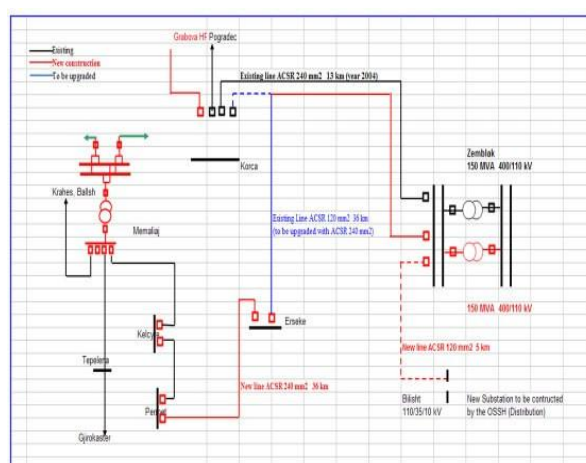 Grabova HF Pogradec
Existing
New construction
To be upgraded
Existing line ACSR 240 mm2 13 km (year 2004)
Zemblak
150 MVA 400/110 kV
Korca
Krahes, Ballsh
Memaliaj
Existing Line ACSR 120 mm2 36 km
(to be upgraded with ACSR 240 mm2)
150 MVA 400/110 kV
Erseke
Kelcyra
New line ACSR 120 mm2 5 km
Tepelena
New line ACSR 240 mm2 36 km
Bilisht
110/35/10 kV
New Substation to be contructed
by the OSSH (Distribution)
Gjirokaster